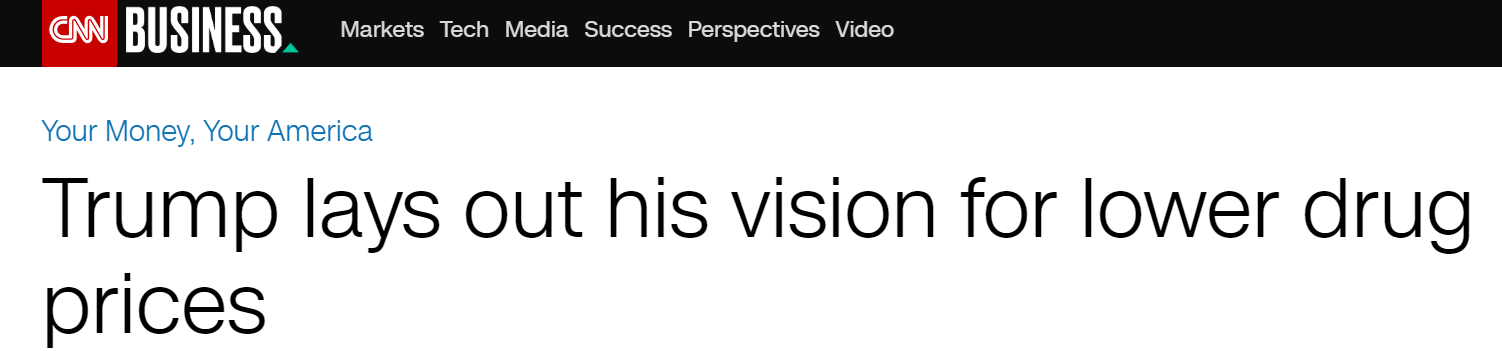 CNN BUSINESS Markets Tech Media Success Perspectives Video
Your Money, Your America
Trump lays out his vision for lower drug
prices